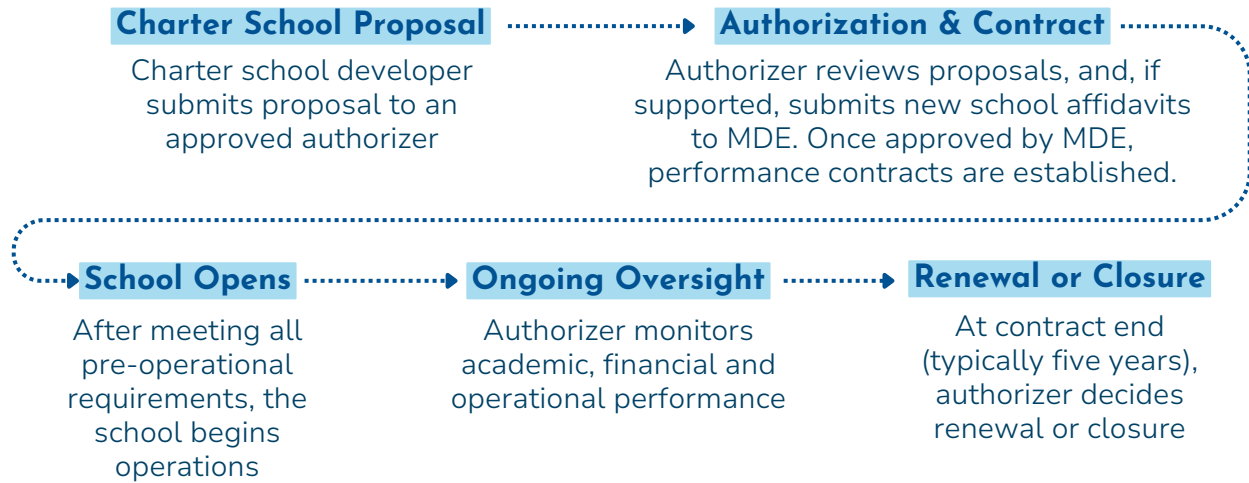 Charter School Proposal
Charter school developer
submits proposal to an
approved authorizer
Authorization & Contract
Authorizer reviews proposals, and, if
supported, submits new school affidavits
to MDE. Once approved by MDE,
performance contracts are established.
School Opens
After meeting all
pre-operational
requirements, the
school begins
operations
Ongoing Oversight
Authorizer monitors
academic, financial and
operational performance
Renewal or Closure
At contract end
(typically five years),
authorizer decides
renewal or closure